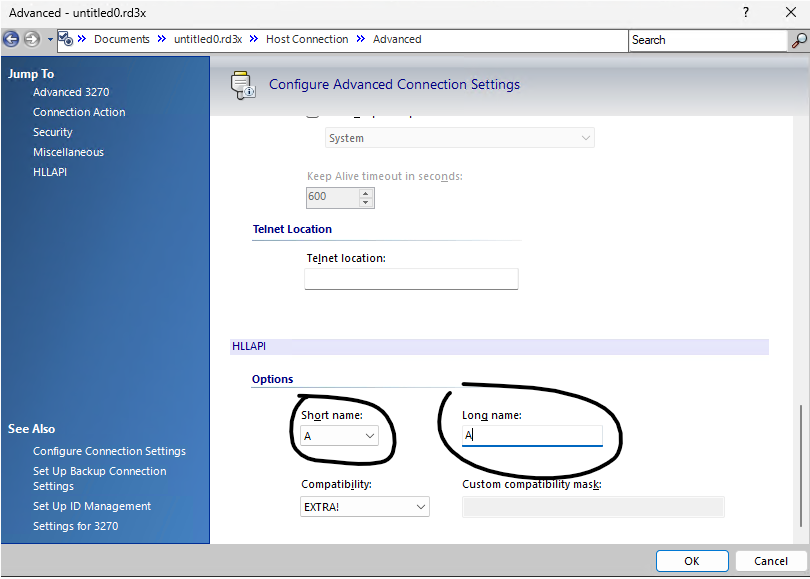 Advanced - untitled0.rd3x
? 
Documents untitled0.rd3x Host Connection Advanced Search
Jump To
Advanced 3270
Connection Action
Security
Miscellaneous
HLLAPI
See Also
Configure Connection Settings
Set Up Backup Connection
Settings
Set Up ID Management
Settings for 3270
Configure Advanced Connection Settings
System
Keep Alive timeout in seconds:
600
Telnet Location
Telnet location:
HLLAPI
Options
Short name: Long name:
A A
Compatibility: Custom compatibility mask:
EXTRA!
OK Cancel